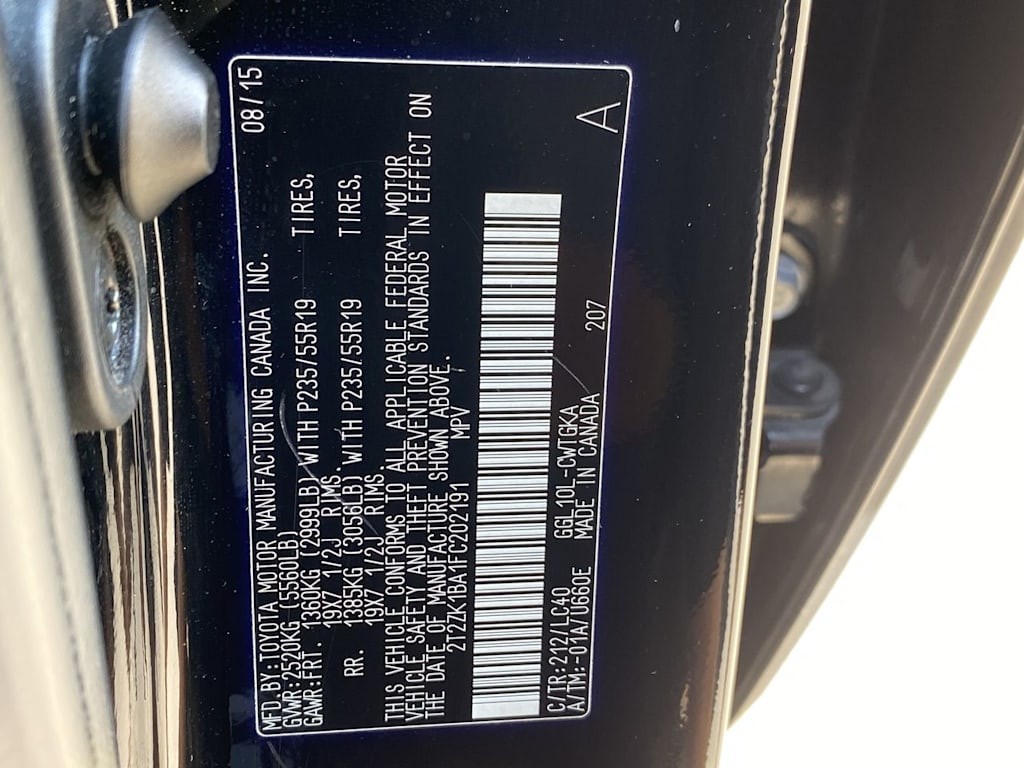 MFD.BY:TOYOTA MOTOR MANUFACTURING CANADA INC. 08/15
GVWR:2520KG (5560LB)
GAWR:FRT. 1360KG (2999LB) WITH P235/55R19 TIRES,
19X7 1/2J RIMS.
RR. 1385KG (3056LB) WITH P235/55R19 TIRES,
19X7 1/2J RIMS.
THIS VEHICLE CONFORMS TO ALL APPLICABLE FEDERAL MOTOR
VEHICLE SAFETY AND THEFT PREVENTION STANDARDS IN EFFECT ON
THE DATE OF MANUFACTURE SHOWN ABOVE.
2T2ZK1BA1FC202191 MPV
C/TR:212/LC40 GGL10L-CWTGKA 207 A
A/TM:-01A/U660E MADE IN CANADA